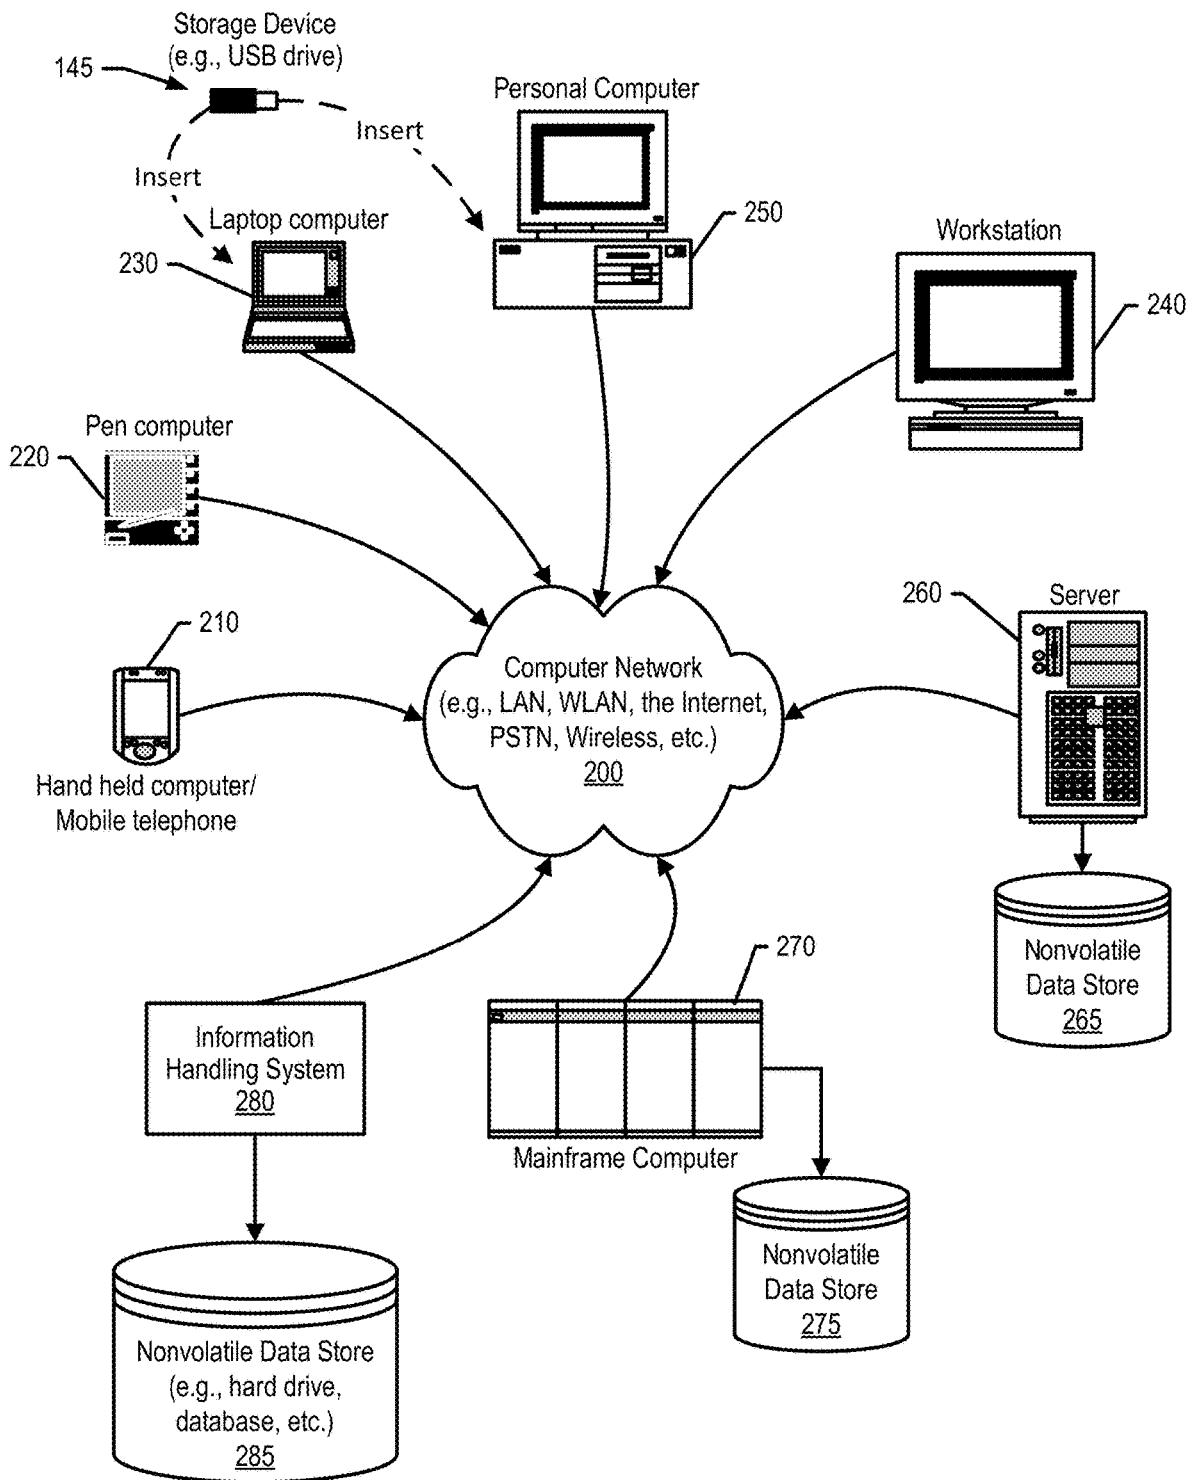 Storage Device
(e.g., USB drive)
145
Insert
Insert
Personal Computer
250
Laptop computer
230
Workstation
240
Pen computer
220
260
Server
210
Hand held computer/
Mobile telephone
Computer Network
(e.g., LAN, WLAN, the Internet,
PSTN, Wireless, etc.)
200
Nonvolatile
Data Store
265
270
Mainframe Computer
Information
Handling System
280
Nonvolatile
Data Store
275
Nonvolatile Data Store
(e.g., hard drive,
database, etc.)
285